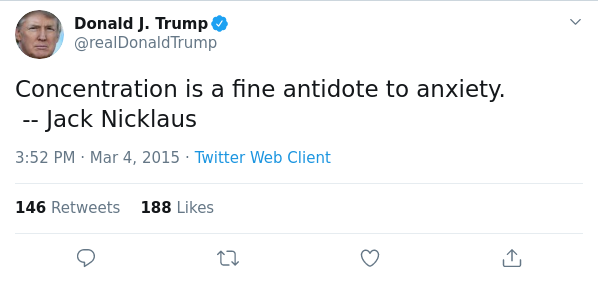 Donald J. Trump
@realDonaldTrump
Concentration is a fine antidote to anxiety.
-- Jack Nicklaus
3:52 PM · Mar 4, 2015 · Twitter Web Client
146 Retweets 188 Likes